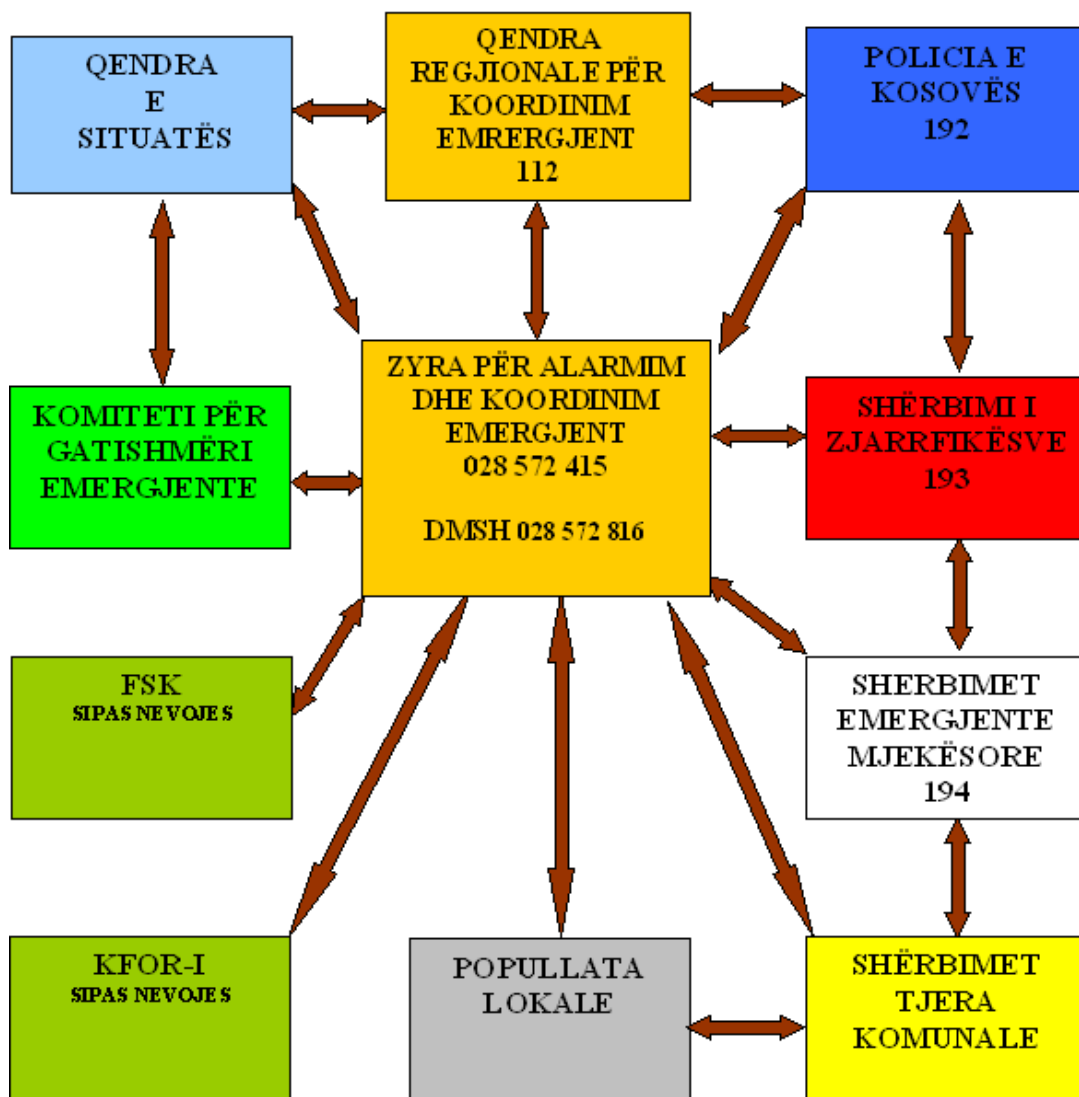 QENDRA
E
SITUATËS
QENDRA
REGJIONALE PËR
KOORDINIM
EMRERGJENT
112
POLICIA E
KOSOVËS
192
KOMITETI PËR
GATISHMËRI
EMERGJENTE
ZYRA PËR ALARMIM
DHE KOORDINIM
EMERGJENT
028 572 415
DMSH 028 572 816
SHËRBIMI I
ZJARRFIKËSVE
193
FSK
SIPAS NEVOJES
SHERBIMET
EMERGJENTE
MJEKËSORE
194
KFOR-I
SIPAS NEVOJES
POPULLATA
LOKALE
SHËRBIMET
TJERA
KOMUNALE